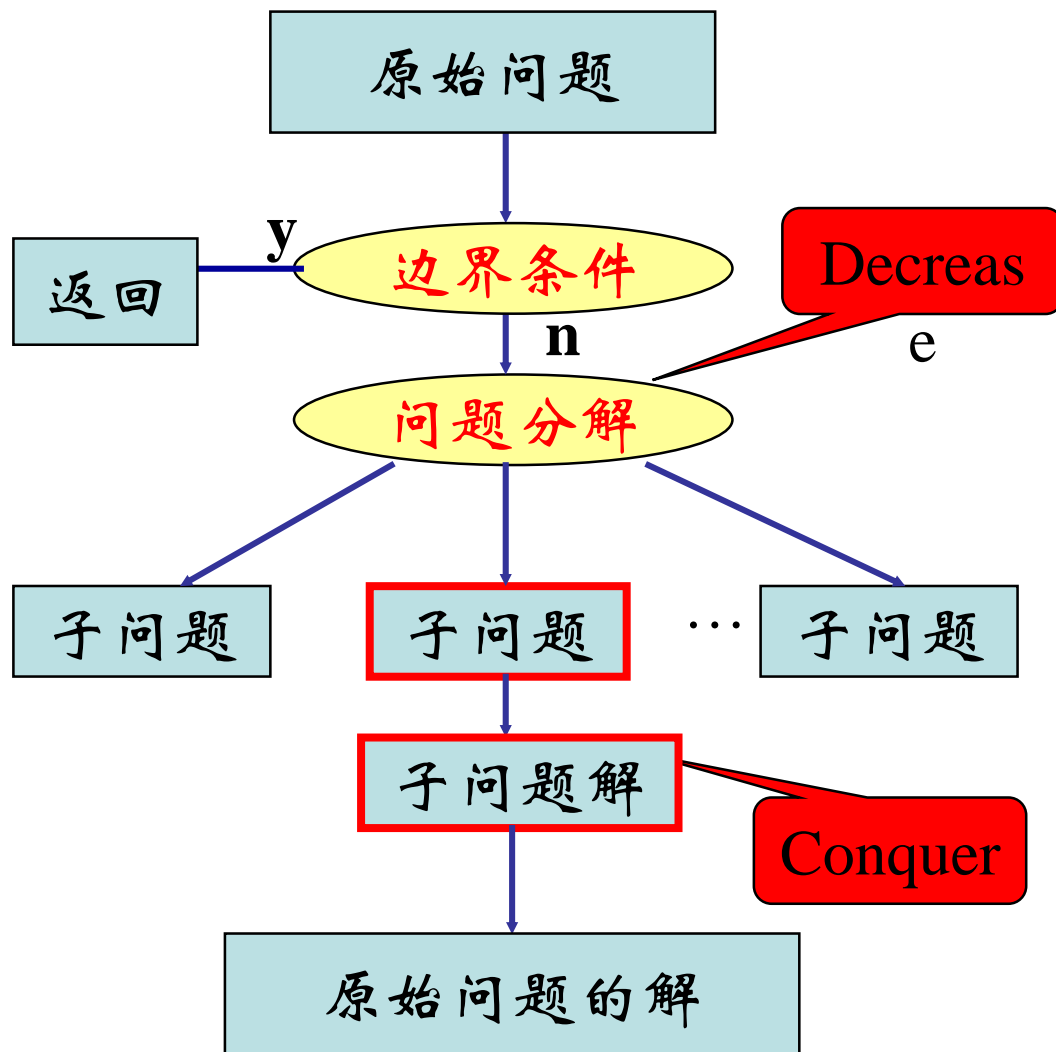 原始问题
y
边界条件
返回
Decreas
e
n
问题分解
子问题
子问题
…
子问题
子问题解
Conquer
原始问题的解